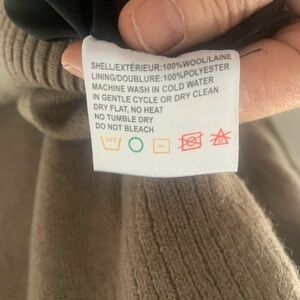 SHELL/EXTÉRIEUR:100%WOOL/LAINE
LINING/DOUBLURE:100%POLYESTER
MACHINE WASH IN COLD WATER
IN GENTLE CYCLE OR DRY CLEAN
DRY FLAT, NO HEAT
NO TUMBLE DRY
DO NOT BLEACH